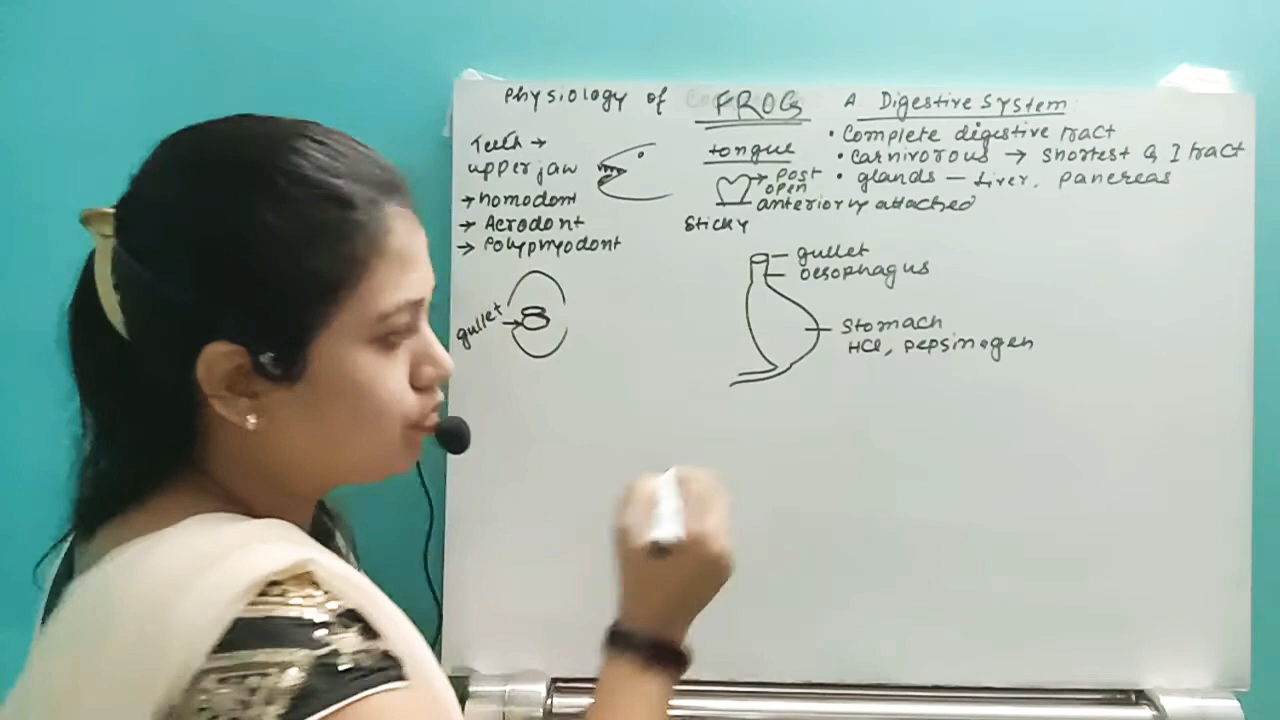 Physiology of FROG
A Digestive System
Teeth →
upper jaw
→ homodont
→ Acrodont
→ Polyphyodont
tongue
post
open
anteriorly attached
Sticky
• Complete digestive tract
• Carnivorous → Shortest G I tract
• glands - Liver, pancreas
gullet
gullet
Oesophagus
Stomach
HCl, pepsinogen